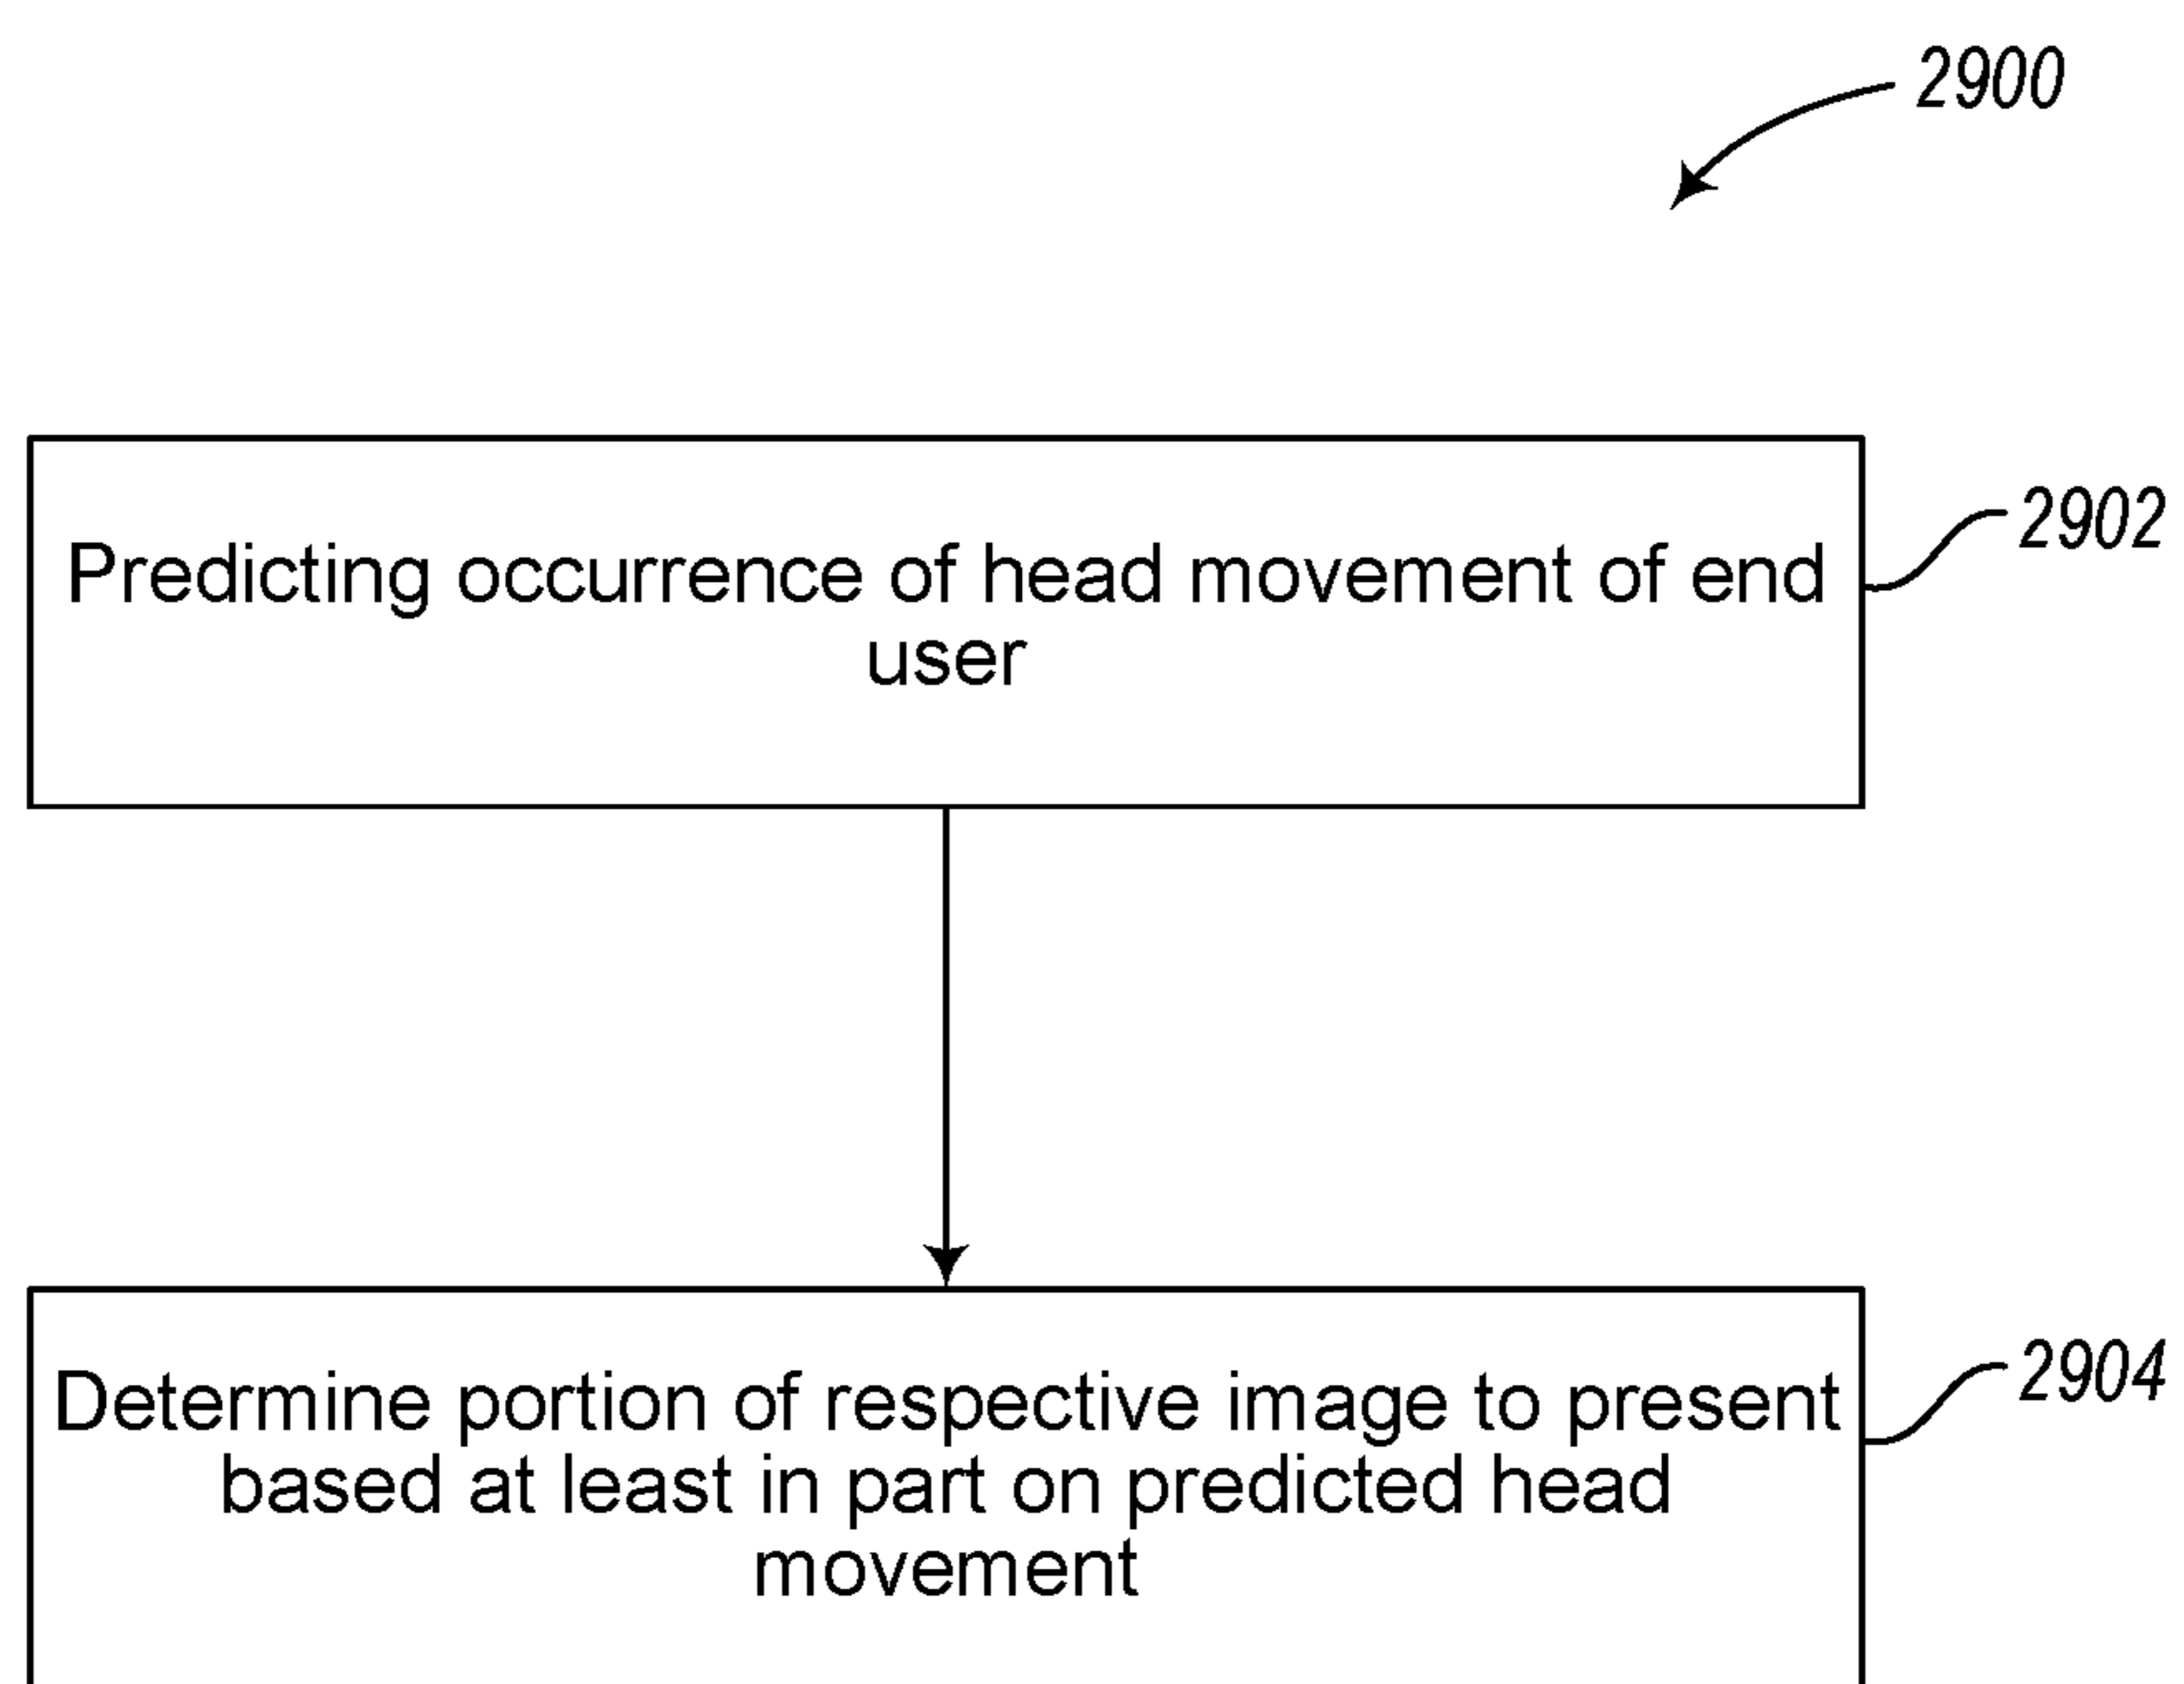 2900
Predicting occurrence of head movement of end
user
2902
Determine portion of respective image to present
based at least in part on predicted head
movement
2904